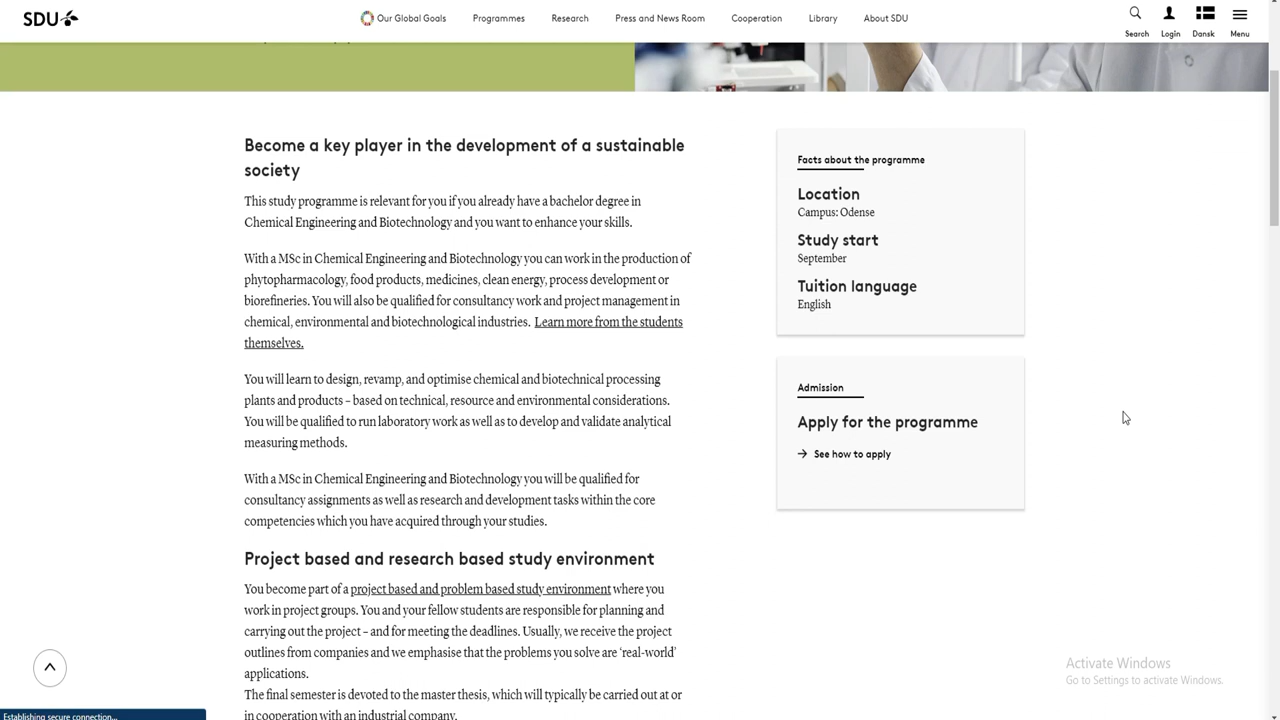 SDU
Our Global Goals
Programmes
Research
Press and News Room
Cooperation
Library
About SDU
Search
Login
Dansk
Menu
Become a key player in the development of a sustainable
society
This study programme is relevant for you if you already have a bachelor degree in
Chemical Engineering and Biotechnology and you want to enhance your skills.
With a MSc in Chemical Engineering and Biotechnology you can work in the production of
phytopharmacology, food products, medicines, clean energy, process development or
biorefineries. You will also be qualified for consultancy work and project management in
chemical, environmental and biotechnological industries. Learn more from the students
themselves.
You will learn to design, revamp, and optimise chemical and biotechnical processing
plants and products – based on technical, resource and environmental considerations.
You will be qualified to run laboratory work as well as to develop and validate analytical
measuring methods.
With a MSc in Chemical Engineering and Biotechnology you will be qualified for
consultancy assignments as well as research and development tasks within the core
competencies which you have acquired through your studies.
Project based and research based study environment
You become part of a project based and problem based study environment where you
work in project groups. You and your fellow students are responsible for planning and
carrying out the project – and for meeting the deadlines. Usually, we receive the project
outlines from companies and we emphasise that the problems you solve are ‘real-world’
applications.
The final semester is devoted to the master thesis, which will typically be carried out at or
in cooperation with an industrial company.
Facts about the programme
Location
Campus: Odense
Study start
September
Tuition language
English
Admission
Apply for the programme
See how to apply
Activate Windows
Go to Settings to activate Windows.
Establishing secure connection...